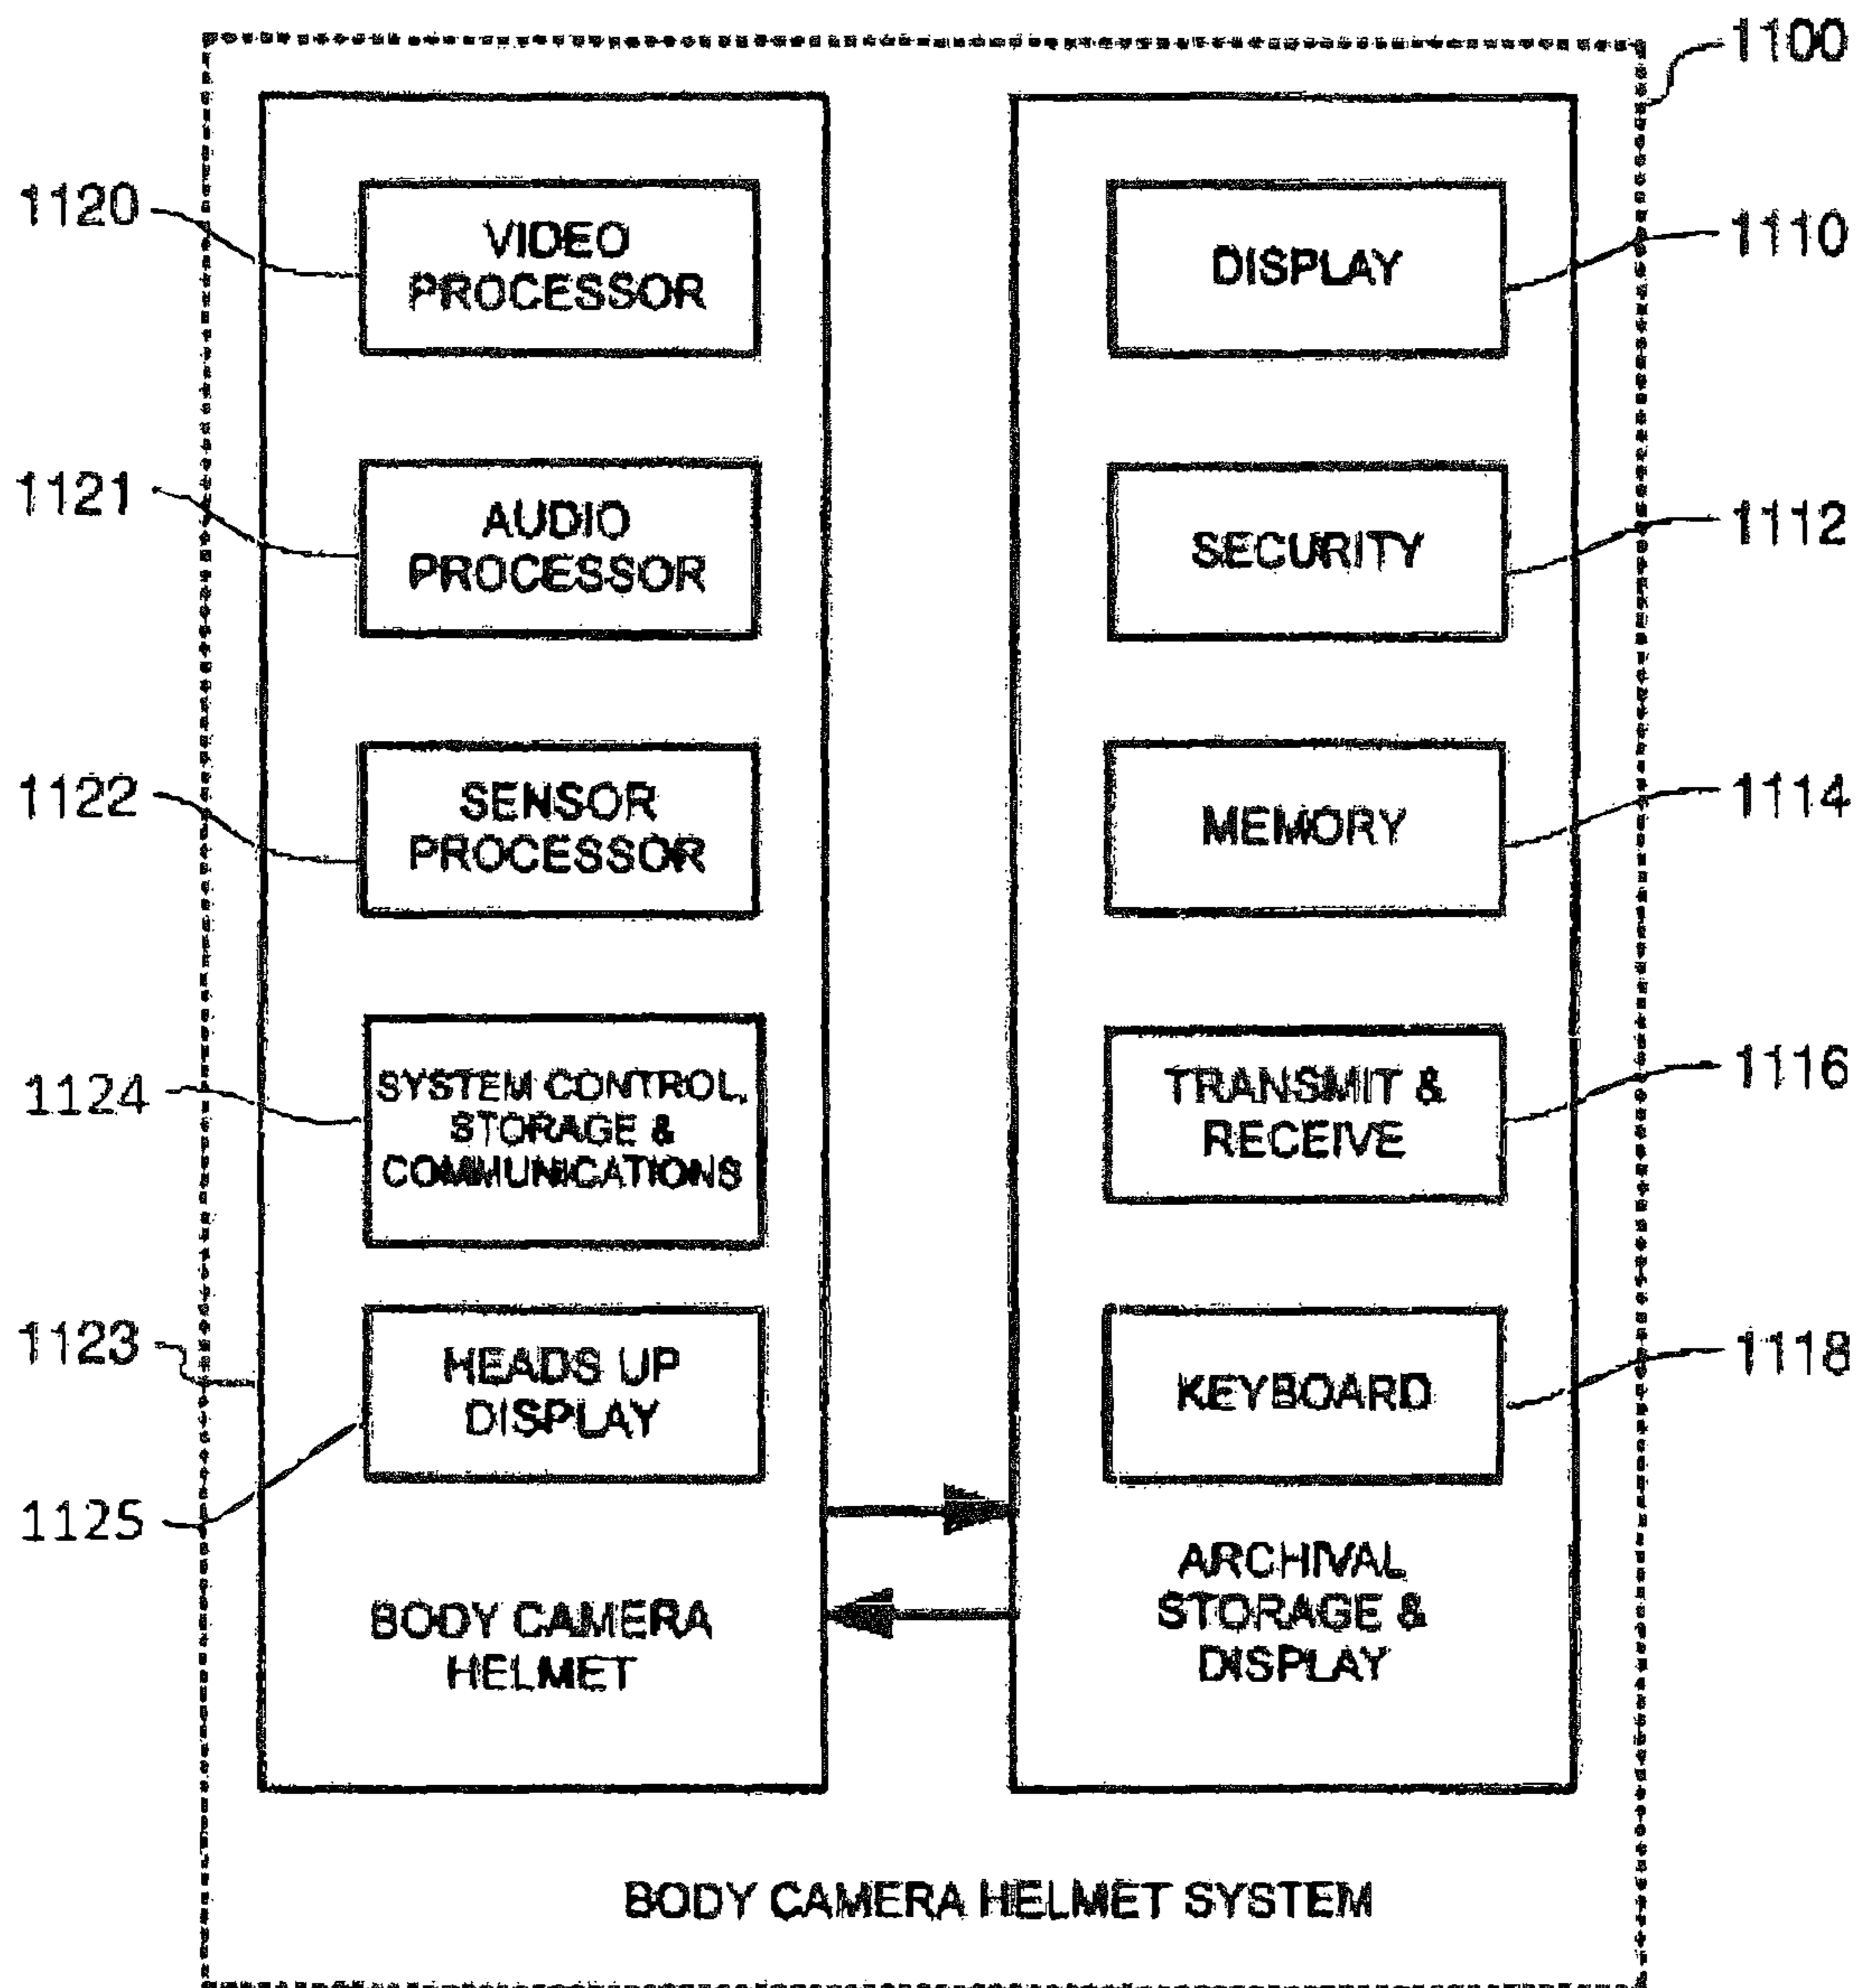 1100
1120
VIDEO
PROCESSOR
DISPLAY
1110
1121
AUDIO
PROCESSOR
SECURITY
1112
1122
SENSOR
PROCESSOR
MEMORY
1114
1124
SYSTEM CONTROL,
STORAGE &
COMMUNICATIONS
TRANSMIT &
RECEIVE
1116
1123
HEADS UP
DISPLAY
KEYBOARD
1118
1125
BODY CAMERA
HELMET
ARCHIVAL
STORAGE &
DISPLAY
BODY CAMERA HELMET SYSTEM